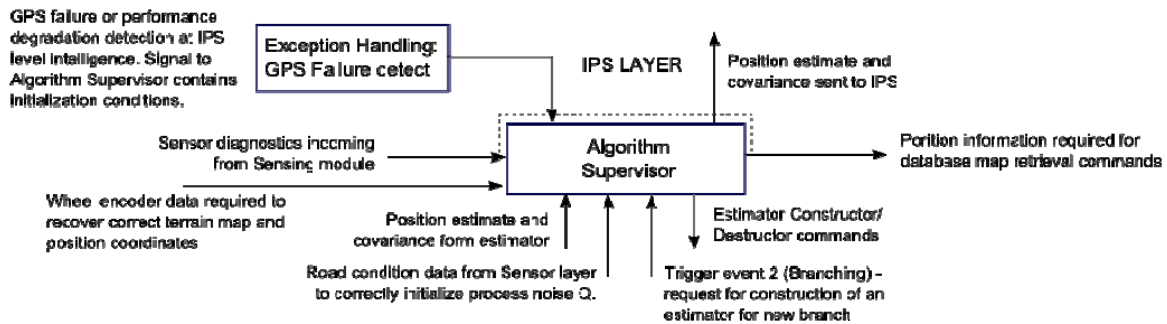 GPS failure or performance
degradation detection at IPS
level intelligence. Signal to
Algorithm Supervisor contains
initialization conditions.
Exception Handling:
GPS Failure cetect
IPS LAYER
Position estimate and
covariance sent to IPS
Sensor diagnostics incoming
from Sensing module
Algorithm
Supervisor
Porition information required for
database map retrieval commands
Whee encoder data required to
recover correct terrain map and
position coordinates
Position estimate and
covariance form estimator
Estimator Constructor/
Destructor commands
Road condition data from Sensor layer
to correctly initialize process noise Q.
Trigger event 2 (Branching) -
request for construction of an
estimator for new branch